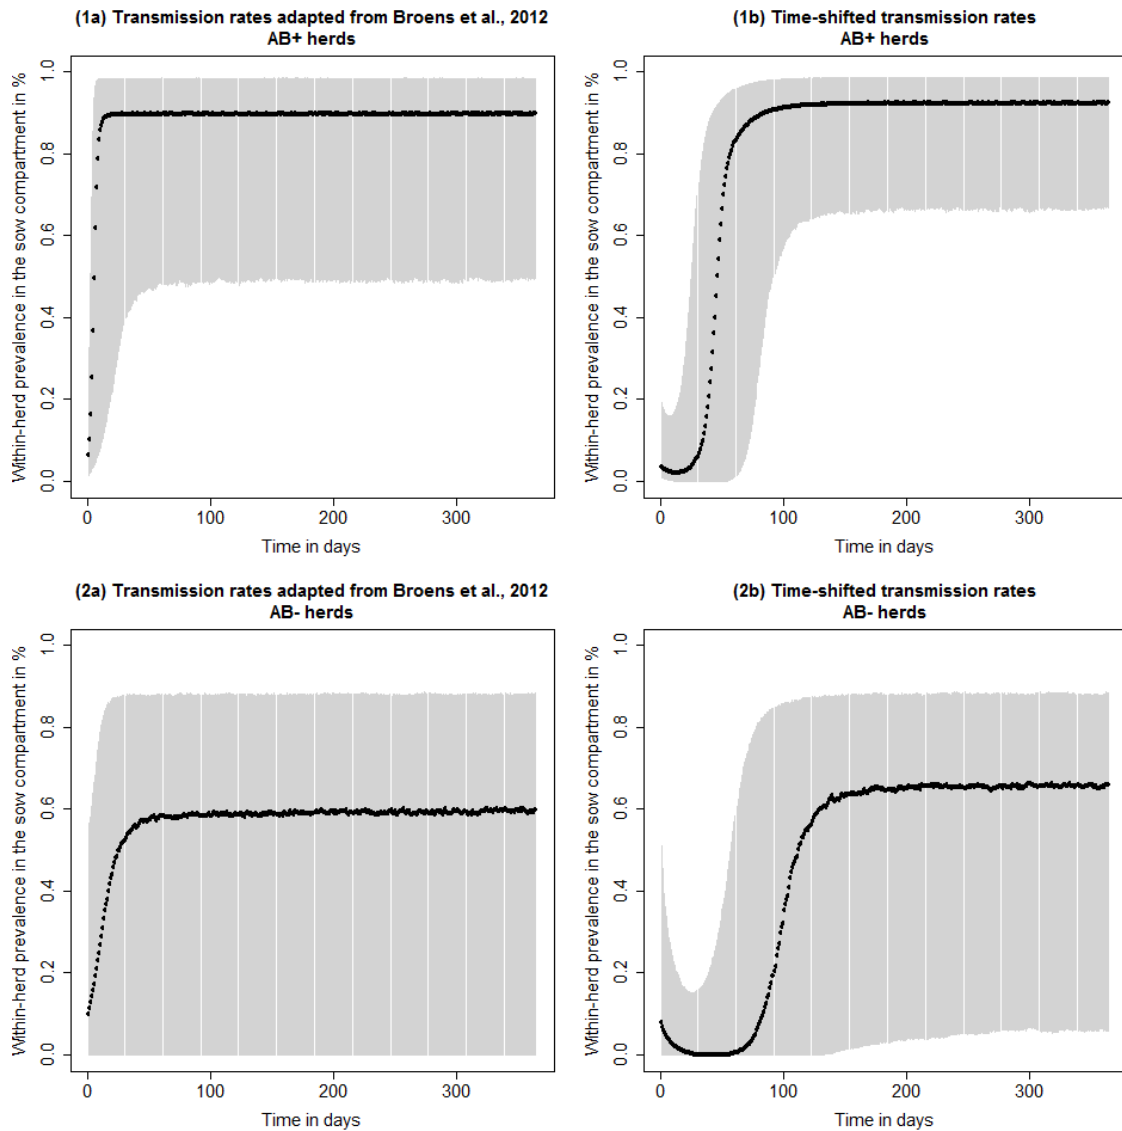 (1a) Transmission rates adapted from Broens et al., 2012
AB+ herds
Within-herd prevalence in the sow compartment in %
1.0
0.8
0.6
0.4
0.2
0.0
0 100 200 300
Time in days
(1b) Time-shifted transmission rates
AB+ herds
Within-herd prevalence in the sow compartment in %
1.0
0.8
0.6
0.4
0.2
0.0
0 100 200 300
Time in days
(2a) Transmission rates adapted from Broens et al., 2012
AB- herds
Within-herd prevalence in the sow compartment in %
1.0
0.8
0.6
0.4
0.2
0.0
0 100 200 300
Time in days
(2b) Time-shifted transmission rates
AB- herds
Within-herd prevalence in the sow compartment in %
1.0
0.8
0.6
0.4
0.2
0.0
0 100 200 300
Time in days